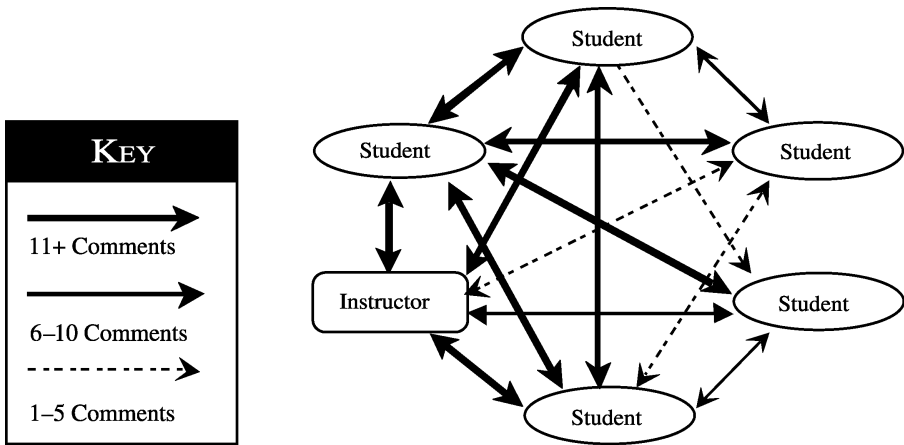 KEY
11+ Comments
6–10 Comments
1–5 Comments
Student
Student
Student
Instructor
Student
Student